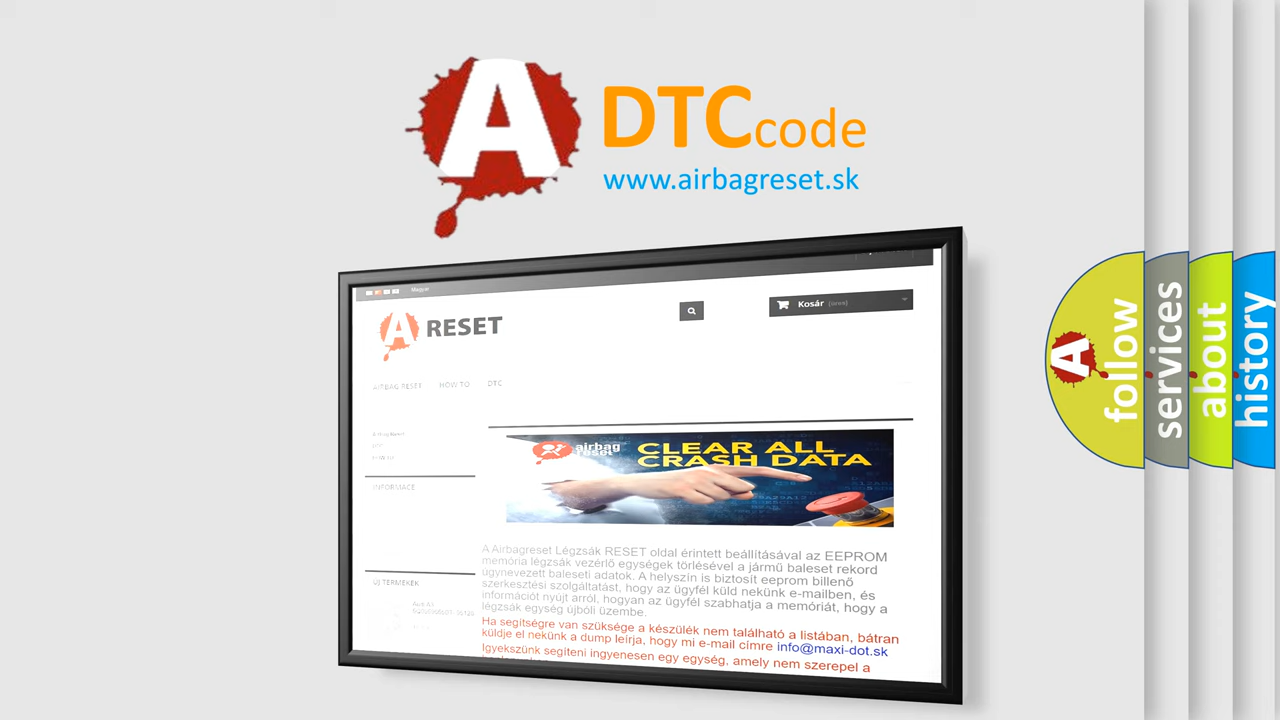 A
DTCcode
www.airbagreset.sk
Magyar
A RESET
Kosár
AIRBAG RESET HOW TO DTC
INFORMACE
ÚJ TERMÉKEK
airbag
reset
CLEAR ALL
CRASH DATA
A Airbagreset Légzsák RESET oldal érintett beállításával az EEPROM
memória légzsák vezérlő egységek törlésével a jármű baleset rekord
úgynevezett baleseti adatok. A helyszín is biztosít eeprom billenő
szerkesztési szolgáltatást, hogy az ügyfél küld nekünk e-mailben, és
információt nyújt arról, hogyan az ügyfél szabhatja a memóriát, hogy a
légzsák egység újbóli üzembe.
Ha segítségre van szüksége a készülék nem található a listában, bátran
küldje el nekünk a dump leírja, hogy mi e-mail címre info@maxi-dot.sk
Igyekszünk segíteni ingyenesen egy egység, amely nem szerepel a
A
follow
services
about
history